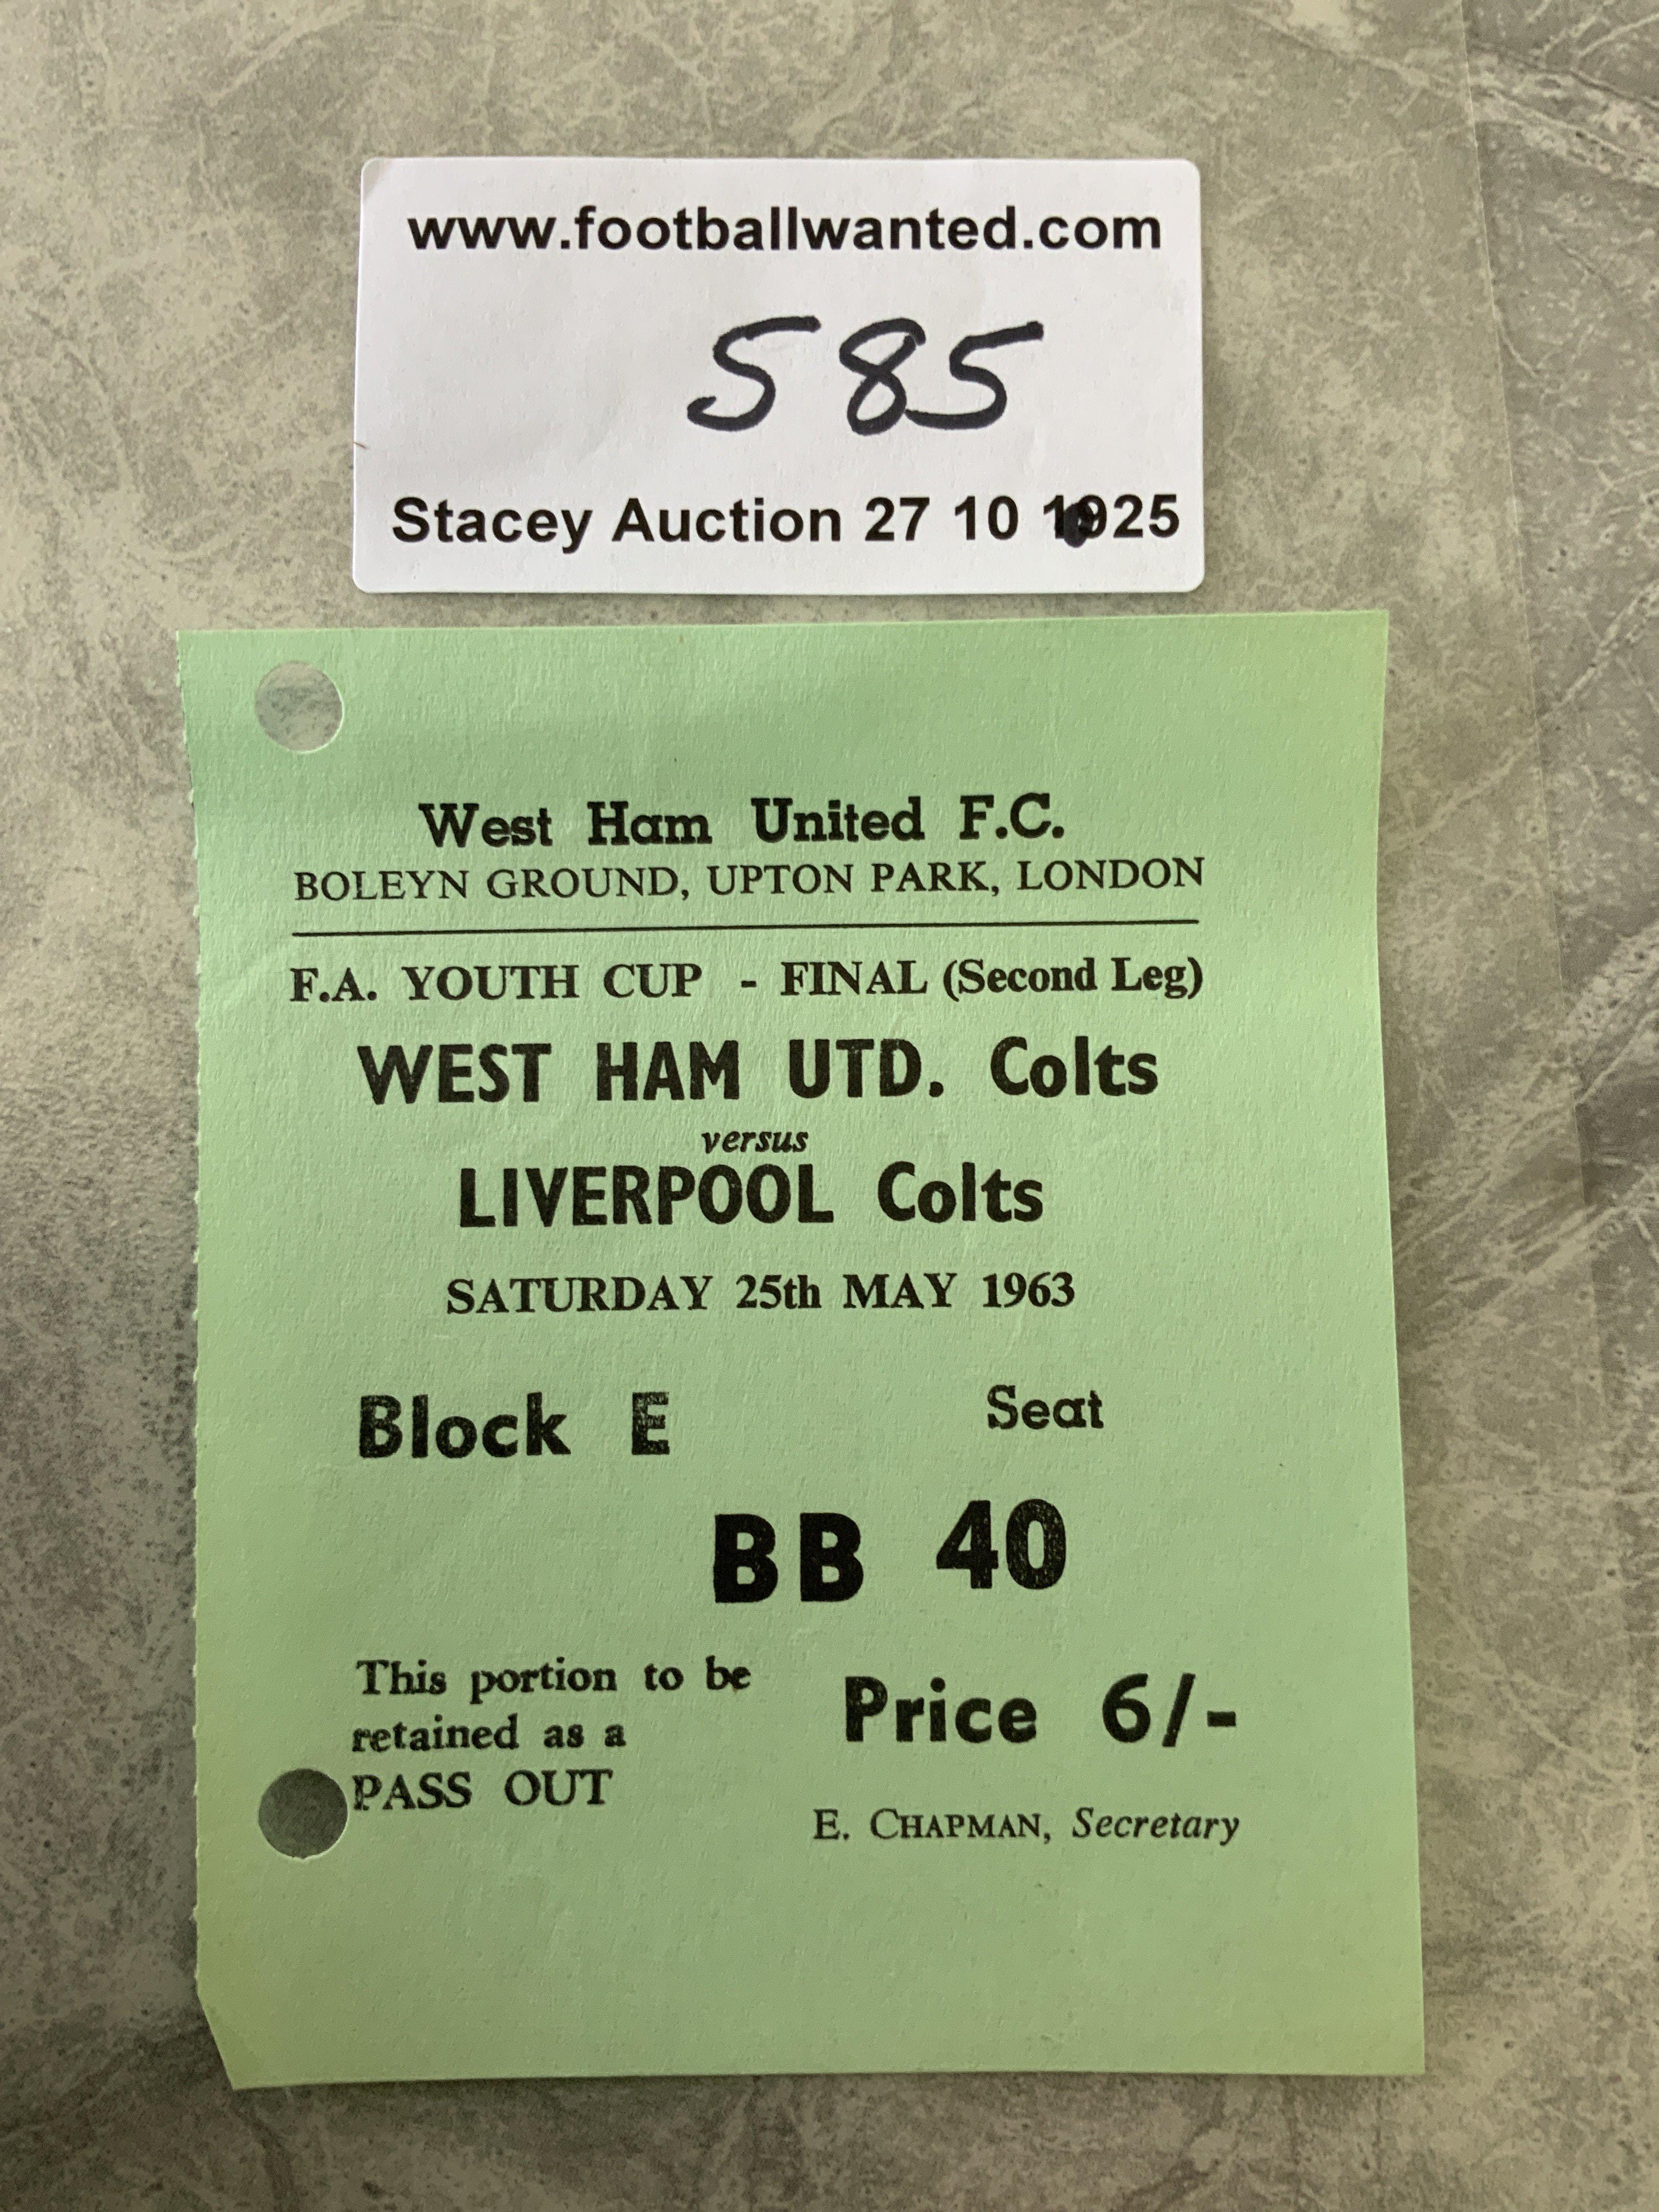 www.footballwanted.com
585
Stacey Auction 27 10 1925
West Ham United F.C.
BOLEYN GROUND, UPTON PARK, LONDON
F.A. YOUTH CUP - FINAL (Second Leg)
WEST HAM UTD. Colts
versus
LIVERPOOL Colts
SATURDAY 25th MAY 1963
Block E Seat
BB 40
This portion to be
retained as a
PASS OUT
Price 6/-
E. CHAPMAN, Secretary